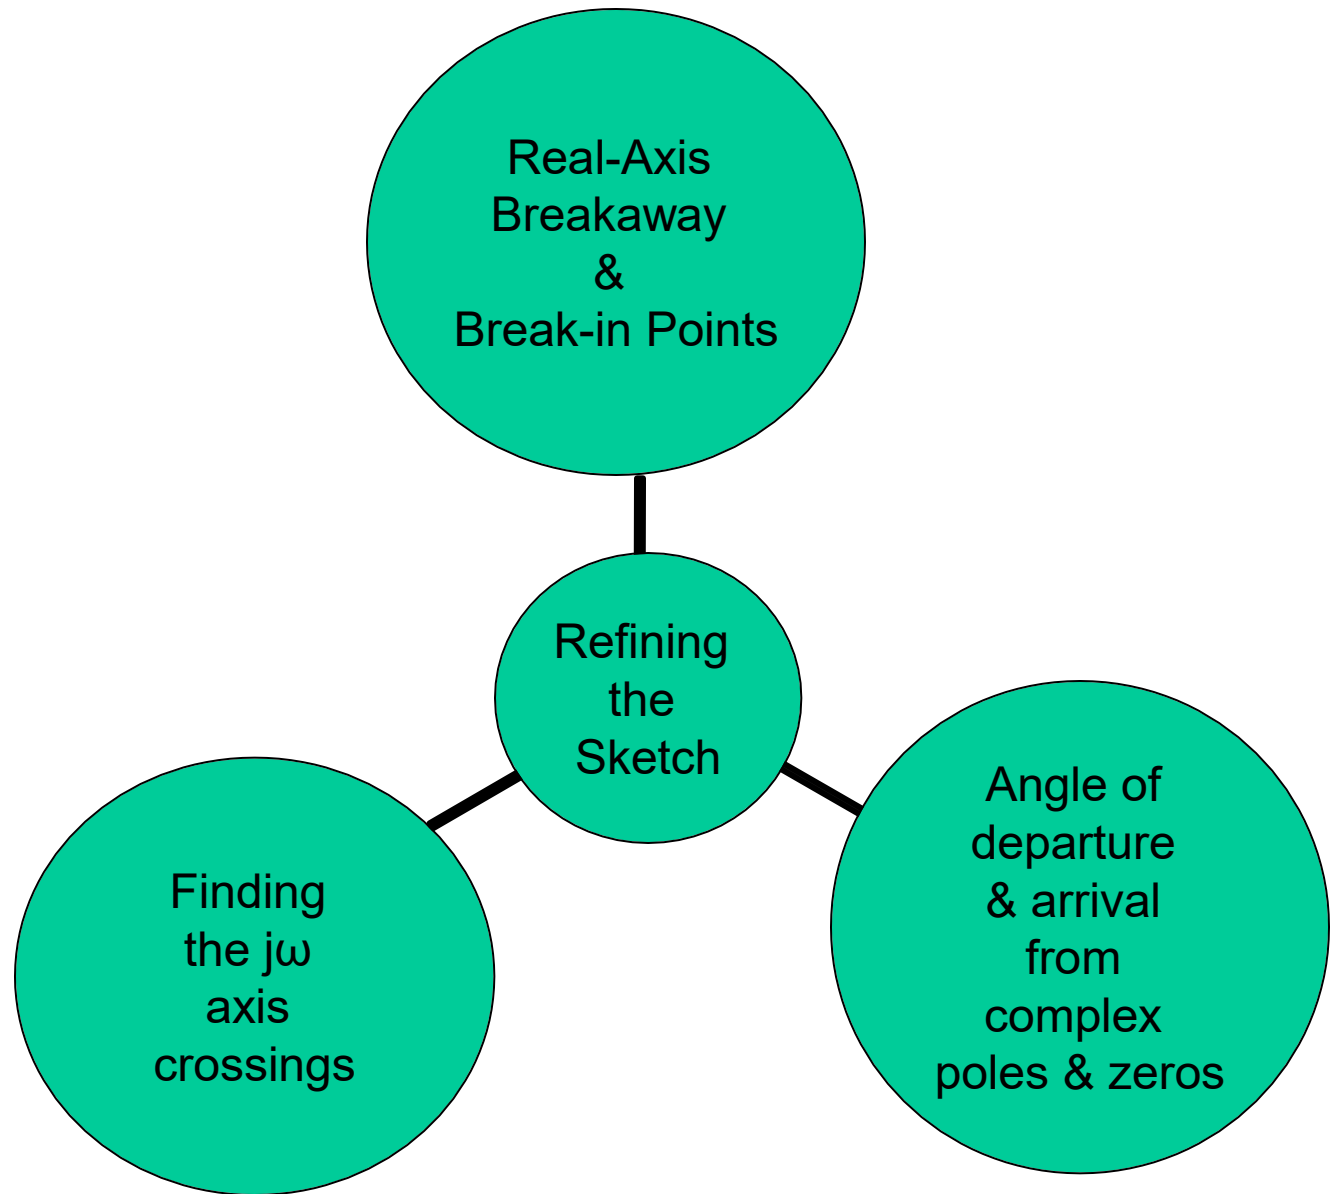 Real-Axis
Breakaway
&
Break-in Points
Refining
the
Sketch
Angle of
departure
& arrival
from
complex
poles & zeros
Finding
the jω
axis
crossings